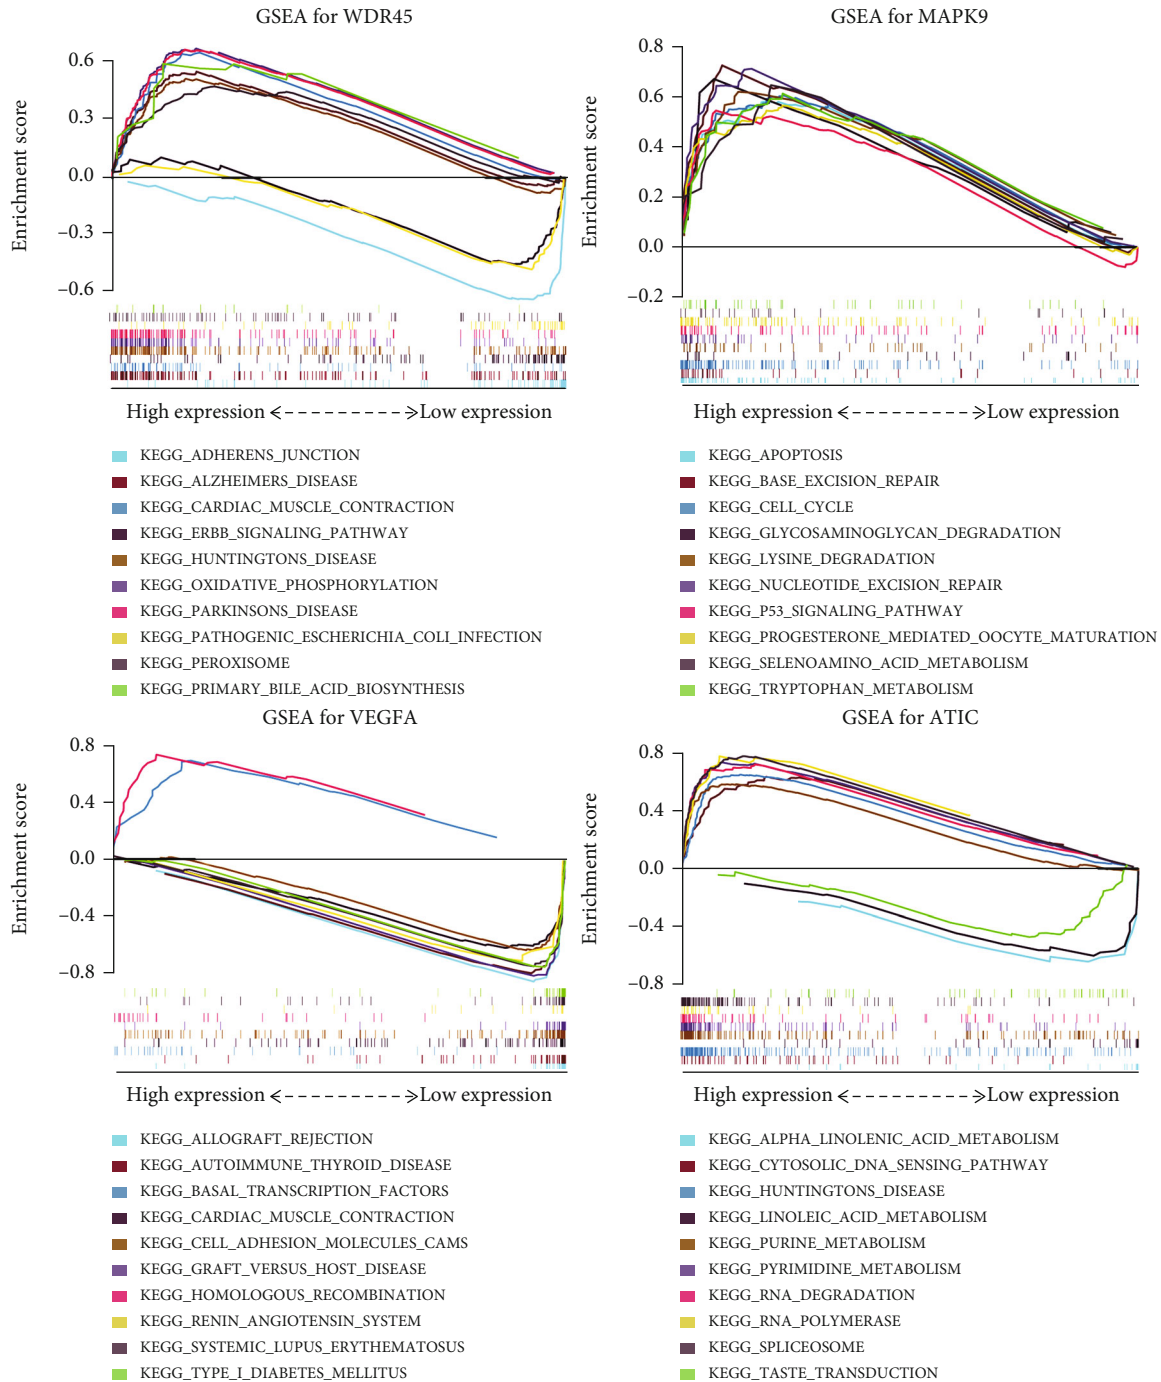 GSEA for WDR45
Enrichment score
0.6
0.3
0.0
−0.3
−0.6
High expression <----------> Low expression
KEGG_ADHERENS_JUNCTION
KEGG_ALZHEIMERS_DISEASE
KEGG_CARDIAC_MUSCLE_CONTRACTION
KEGG_ERBB_SIGNALING_PATHWAY
KEGG_HUNTINGTONS_DISEASE
KEGG_OXIDATIVE_PHOSPHORYLATION
KEGG_PARKINSONS_DISEASE
KEGG_PATHOGENIC_ESCHERICHIA_COLI_INFECTION
KEGG_PEROXISOME
KEGG_PRIMARY_BILE_ACID_BIOSYNTHESIS
GSEA for MAPK9
Enrichment score
0.8
0.6
0.4
0.2
0.0
−0.2
High expression <----------> Low expression
KEGG_APOPTOSIS
KEGG_BASE_EXCISION_REPAIR
KEGG_CELL_CYCLE
KEGG_GLYCOSAMINOGLYCAN_DEGRADATION
KEGG_LYSINE_DEGRADATION
KEGG_NUCLEOTIDE_EXCISION_REPAIR
KEGG_P53_SIGNALING_PATHWAY
KEGG_PROGESTERONE_MEDIATED_OOCYTE_MATURATION
KEGG_SELENOAMINO_ACID_METABOLISM
KEGG_TRYPTOPHAN_METABOLISM
GSEA for VEGFA
Enrichment score
0.8
0.4
0.0
−0.4
−0.8
High expression <----------> Low expression
KEGG_ALLOGRAFT_REJECTION
KEGG_AUTOIMMUNE_THYROID_DISEASE
KEGG_BASAL_TRANSCRIPTION_FACTORS
KEGG_CARDIAC_MUSCLE_CONTRACTION
KEGG_CELL_ADHESION_MOLECULES_CAMS
KEGG_GRAFT_VERSUS_HOST_DISEASE
KEGG_HOMOLOGOUS_RECOMBINATION
KEGG_RENIN_ANGIOTENSIN_SYSTEM
KEGG_SYSTEMIC_LUPUS_ERYTHEMATOSUS
KEGG_TYPE_I_DIABETES_MELLITUS
GSEA for ATIC
Enrichment score
0.8
0.4
0.0
−0.4
−0.8
High expression <----------> Low expression
KEGG_ALPHA_LINOLENIC_ACID_METABOLISM
KEGG_CYTOSOLIC_DNA_SENSING_PATHWAY
KEGG_HUNTINGTONS_DISEASE
KEGG_LINOLEIC_ACID_METABOLISM
KEGG_PURINE_METABOLISM
KEGG_PYRIMIDINE_METABOLISM
KEGG_RNA_DEGRADATION
KEGG_RNA_POLYMERASE
KEGG_SPLICEOSOME
KEGG_TASTE_TRANSDUCTION